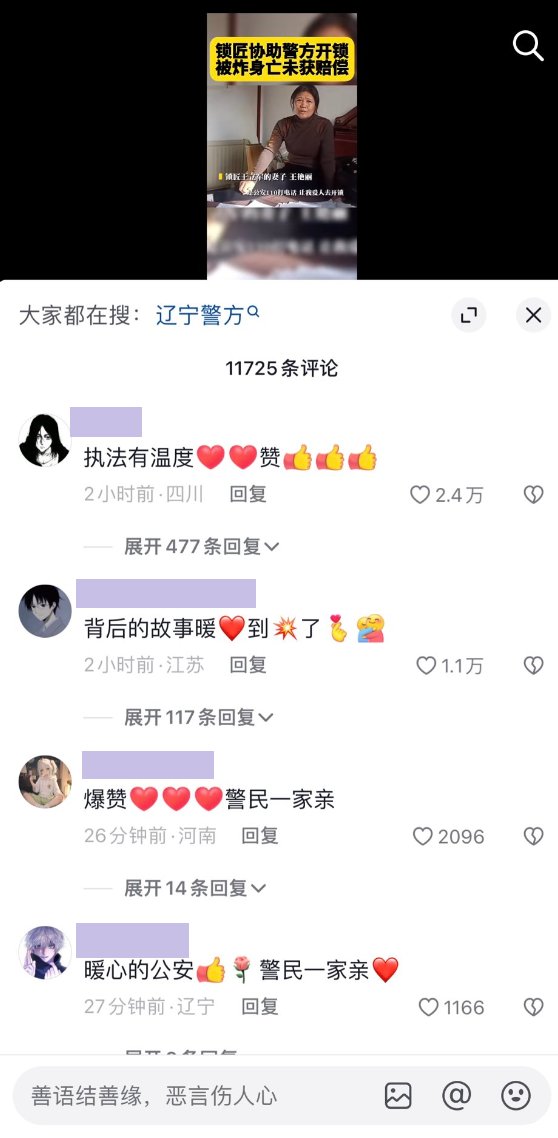 锁匠协助警方开锁
被炸身亡未获赔偿
锁匠王立军的妻子 王艳丽
公安110打电话 让我爱人去开锁
大家都在搜：辽宁警方
11725条评论
执法有温度❤️❤️赞👍👍👍
2小时前·四川 回复 2.4万
展开477条回复
背后的故事暖❤️到💥了🫰🤗
2小时前·江苏 回复 1.1万
展开117条回复
爆赞❤️❤️❤️警民一家亲
26分钟前·河南 回复 2096
展开14条回复
暖心的公安👍🌹警民一家亲❤️
27分钟前·辽宁 回复 1166
善语结善缘，恶言伤人心